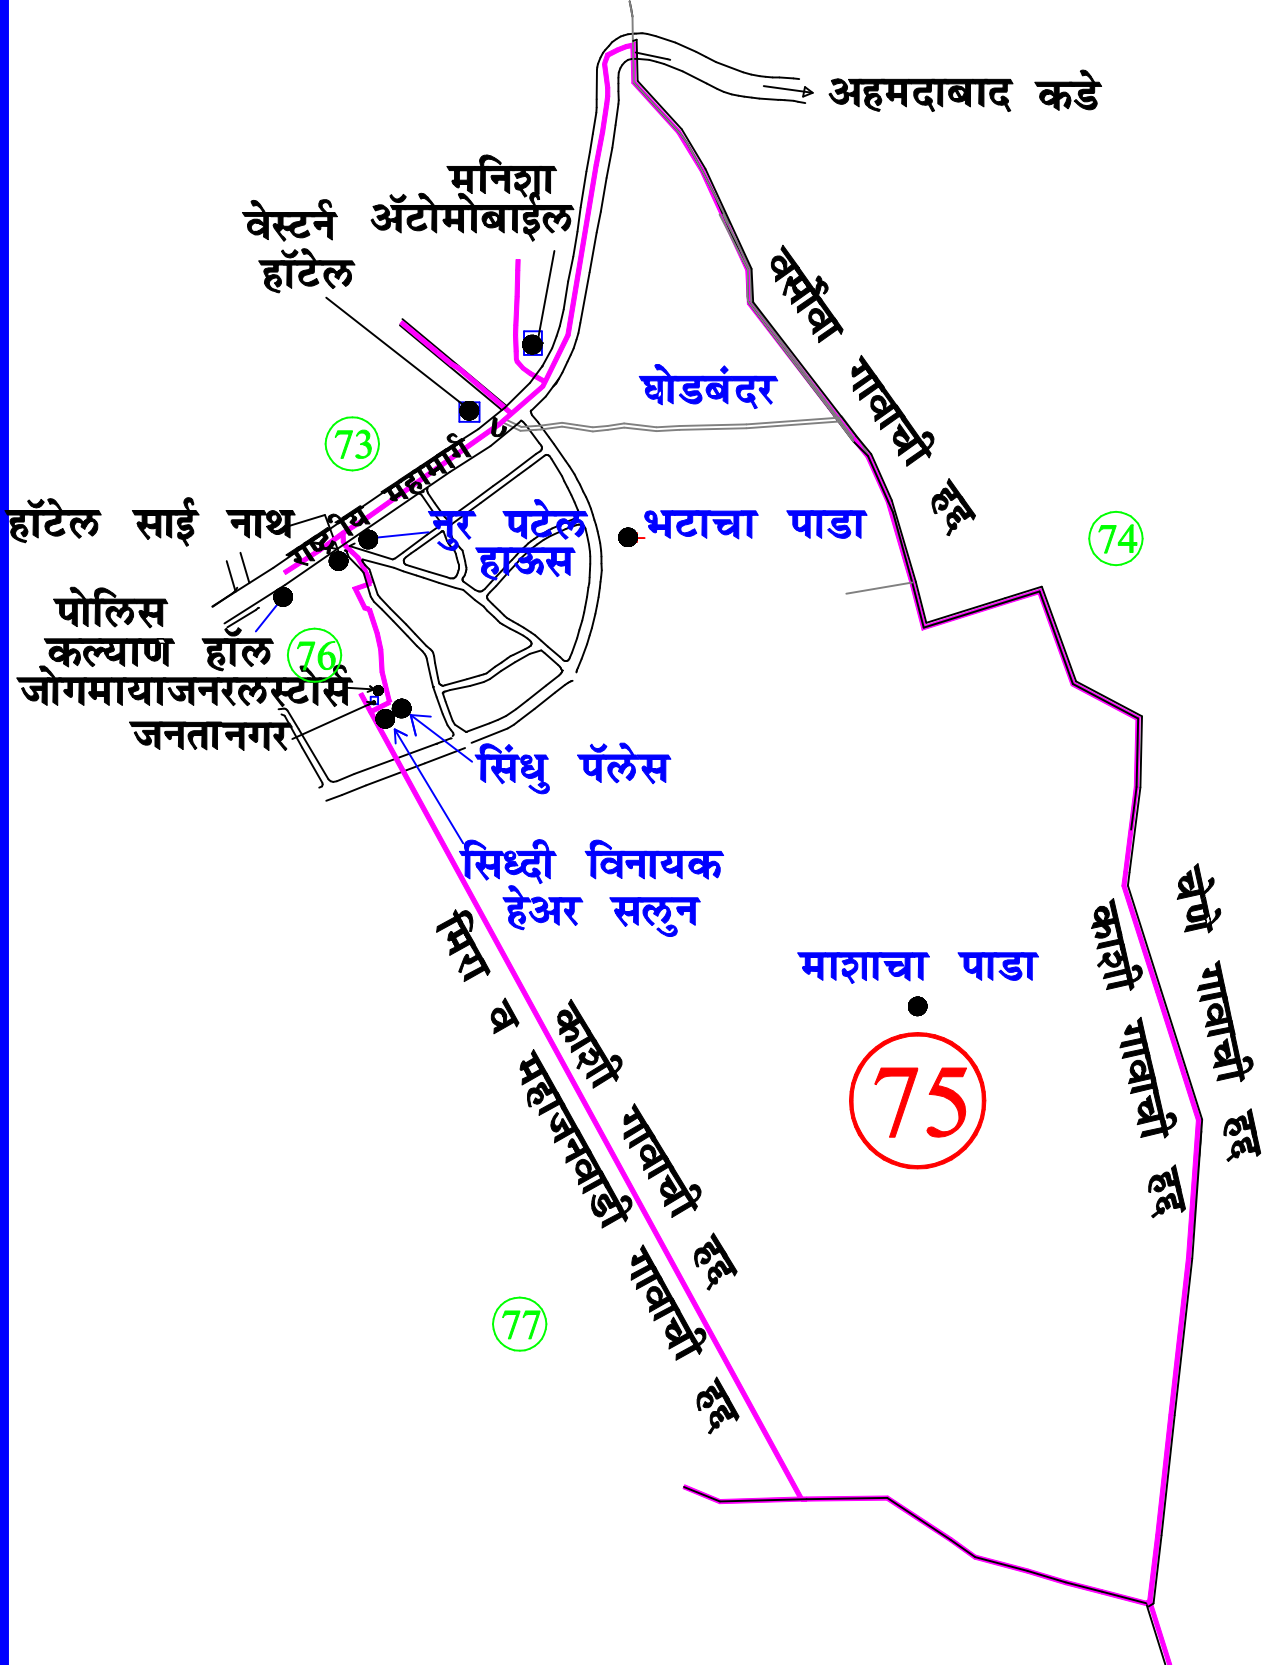 अहमदाबाद कडे
मनिशा
ॲटोमोबाईल
वेस्टर्न
हॉटेल
वर्सोवा गावाची हद्द
घोडबंदर
73
राष्ट्रीय महामार्ग
हॉटेल साई नाथ
नुर पटेल
हाऊस
भटाचा पाडा
74
पोलिस
कल्याण हॉल
76
जोगमायाजनरलस्टोर्स
जनतानगर
सिंधु पॅलेस
सिध्दी विनायक
हेअर सलुन
मिरा व महाजनवाडी गावाची हद्द
काशी गावाची हद्द
माशाचा पाडा
75
काशी गावाची हद्द
चेणे गावाची हद्द
77